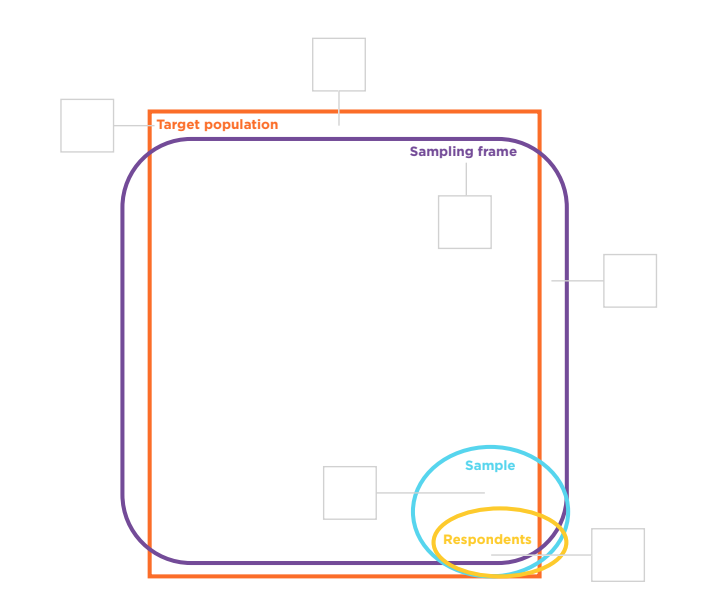 Target population
Sampling frame
Sample
Respondents